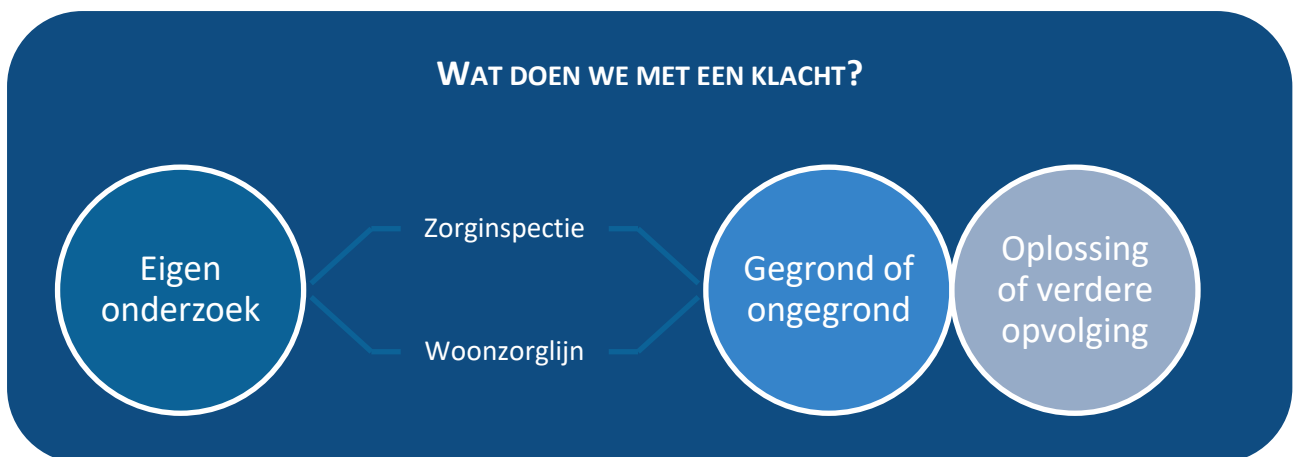 WAT DOEN WE MET EEN KLACHT?
Eigen
onderzoek
Zorginspectie
Woonzorglijn
Gegrond of
ongegrond
Oplossing
of verdere
opvolging